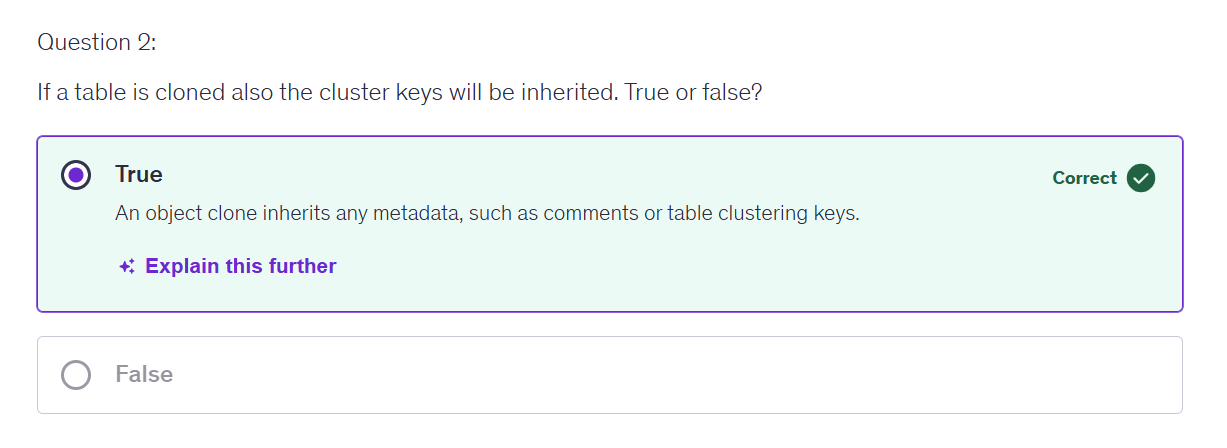 Question 2:
If a table is cloned also the cluster keys will be inherited. True or false?
True
Correct
An object clone inherits any metadata, such as comments or table clustering keys.
Explain this further
False